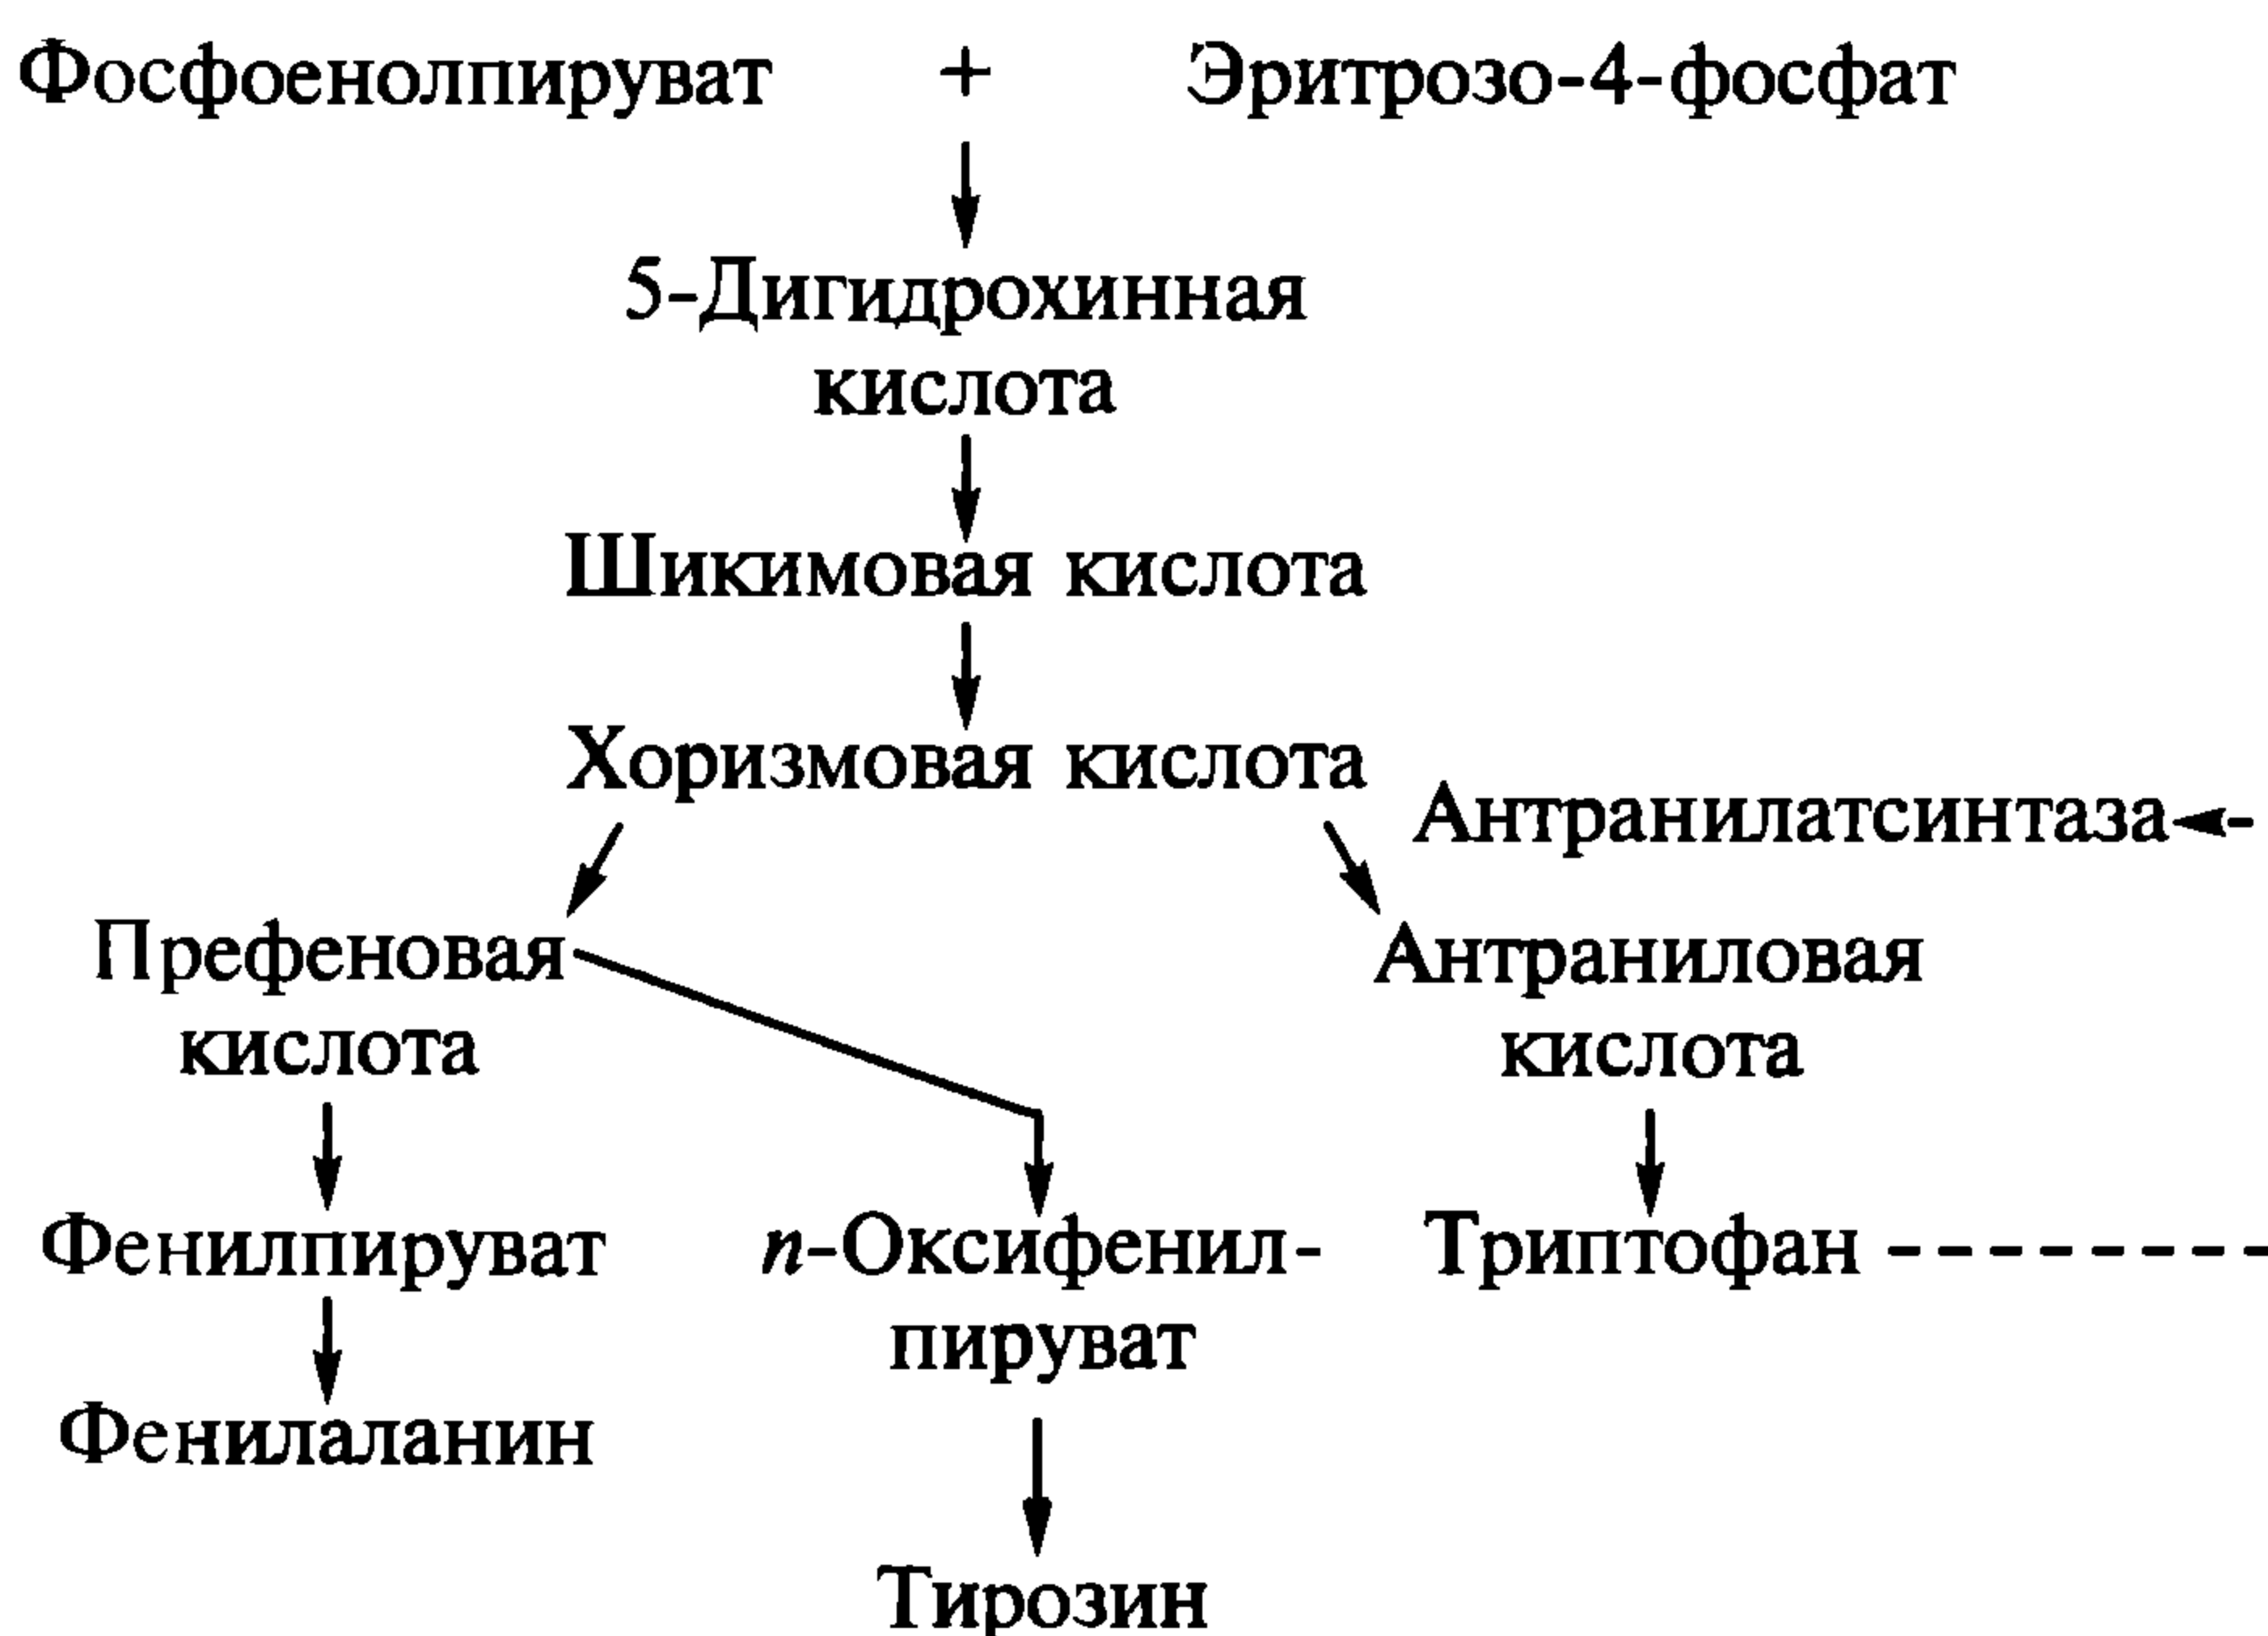 Фосфоенолпируват + Эритрозо-4-фосфат
5-Дигидрохинная
кислота
Шикимовая кислота
Хоризмовая кислота
Антранилатсинтаза
Префеновая
кислота
Антраниловая
кислота
Фенилпируват
n-Оксифенил-
пируват
Триптофан
Фенилаланин
Тирозин